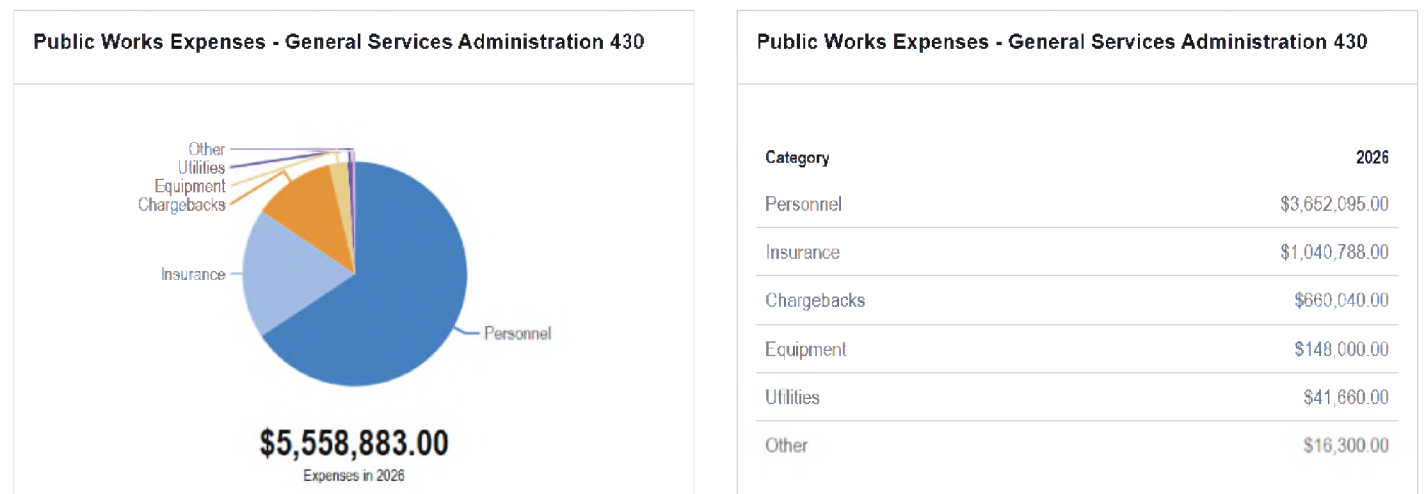 Public Works Expenses - General Services Administration 430
Other
Utilities
Equipment
Chargebacks
Insurance
Personnel
$5,558,883.00
Expenses in 2026
Public Works Expenses - General Services Administration 430
Category 2026
Personnel $3,652,095.00
Insurance $1,040,788.00
Chargebacks $660,040.00
Equipment $148,000.00
Utilities $41,660.00
Other $16,300.00